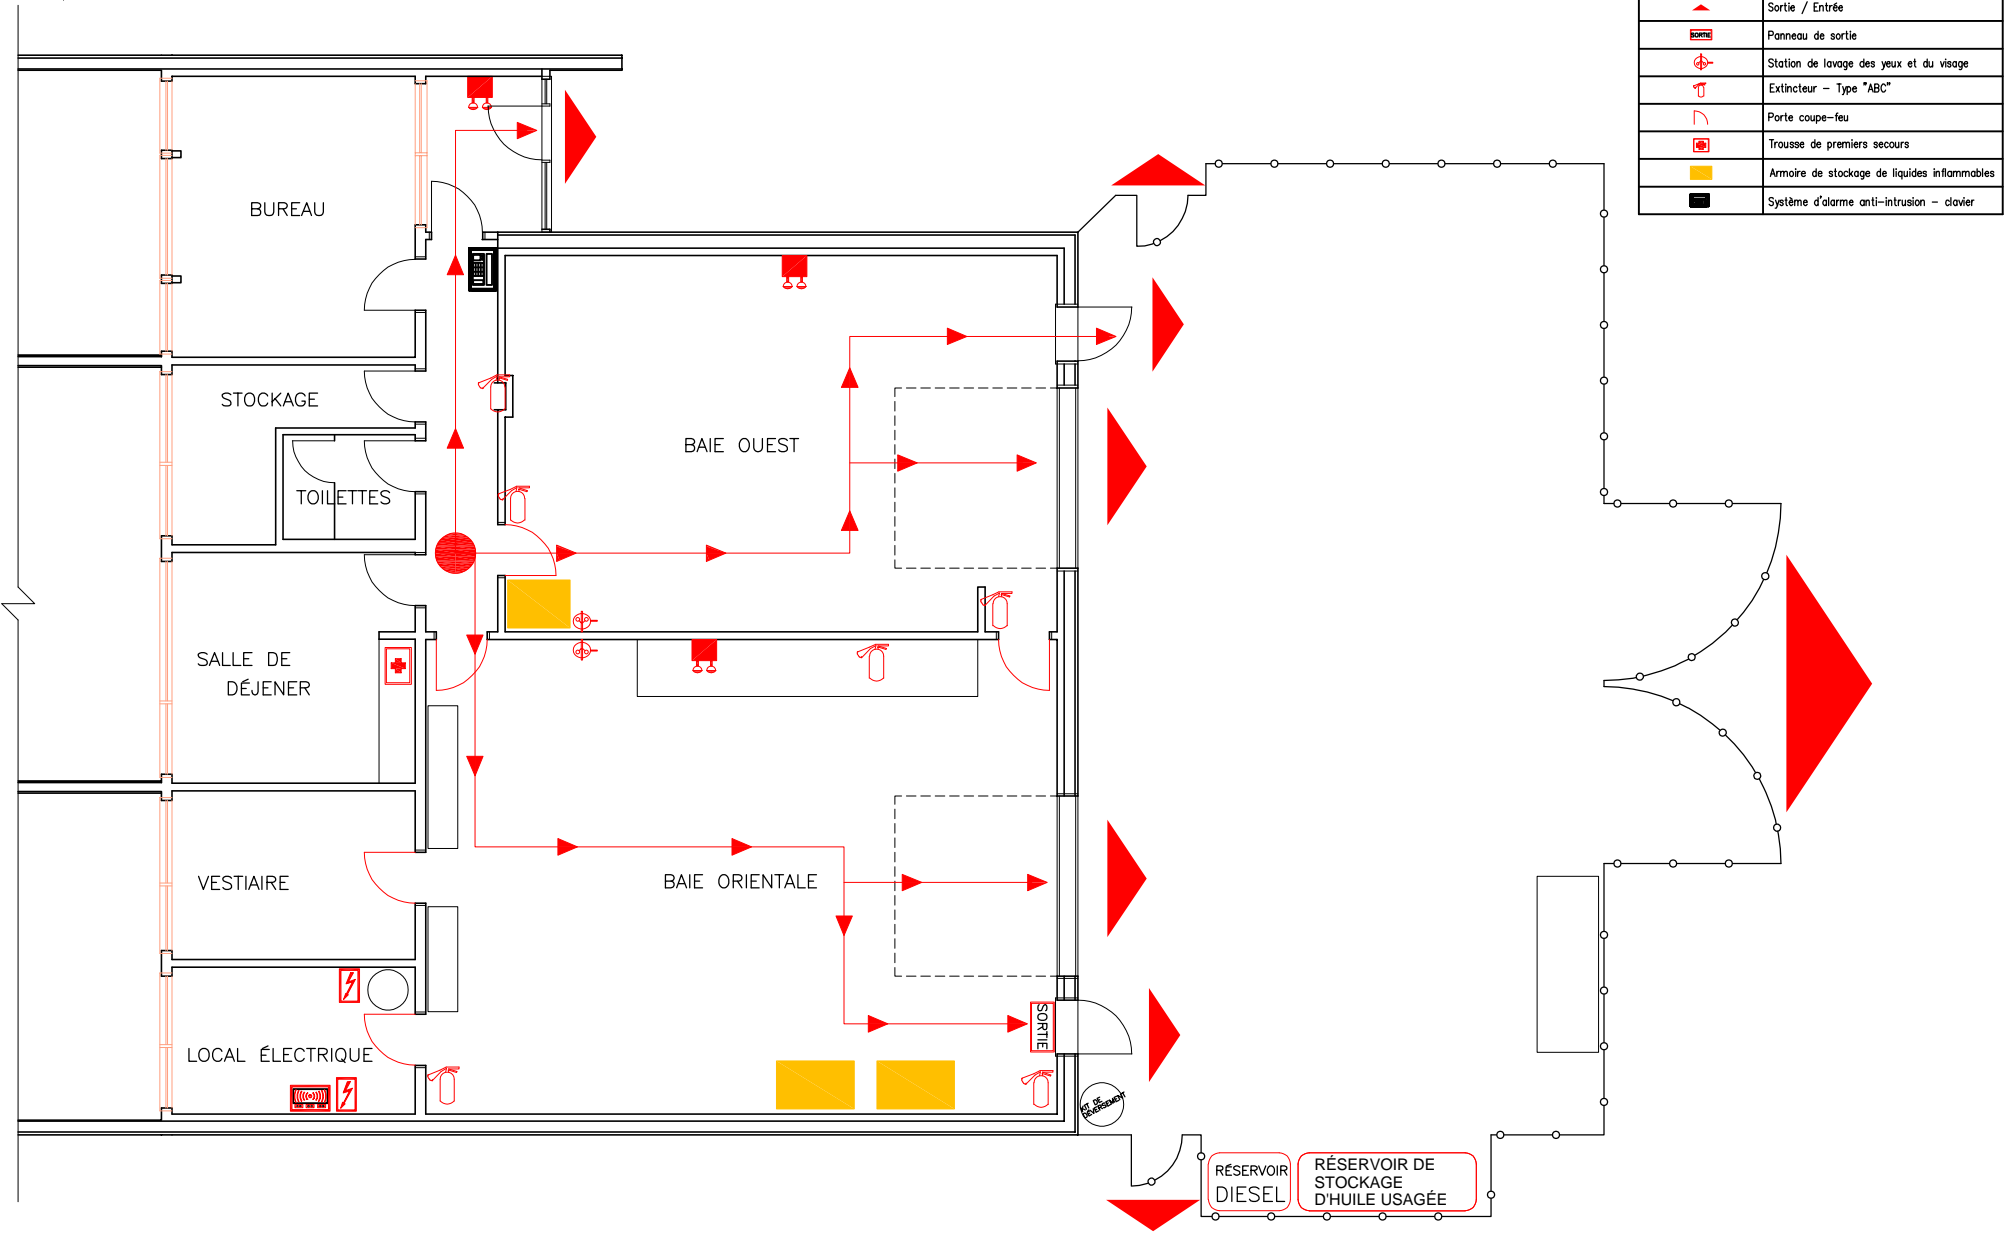 Sortie / Entrée
SORTIE
Panneau de sortie
Station de lavage des yeux et du visage
Extincteur - Type "ABC"
Porte coupe-feu
Trousse de premiers secours
Armoire de stockage de liquides inflammables
Système d'alarme anti-intrusion - clavier
BUREAU
STOCKAGE
BAIE OUEST
TOILETTES
SALLE DE
DÉJENER
VESTIAIRE
BAIE ORIENTALE
SORTIE
LOCAL ÉLECTRIQUE
KIT DE
DÉVERSEMENT
RÉSERVOIR
DIESEL
RÉSERVOIR DE
STOCKAGE
D'HUILE USAGÉE